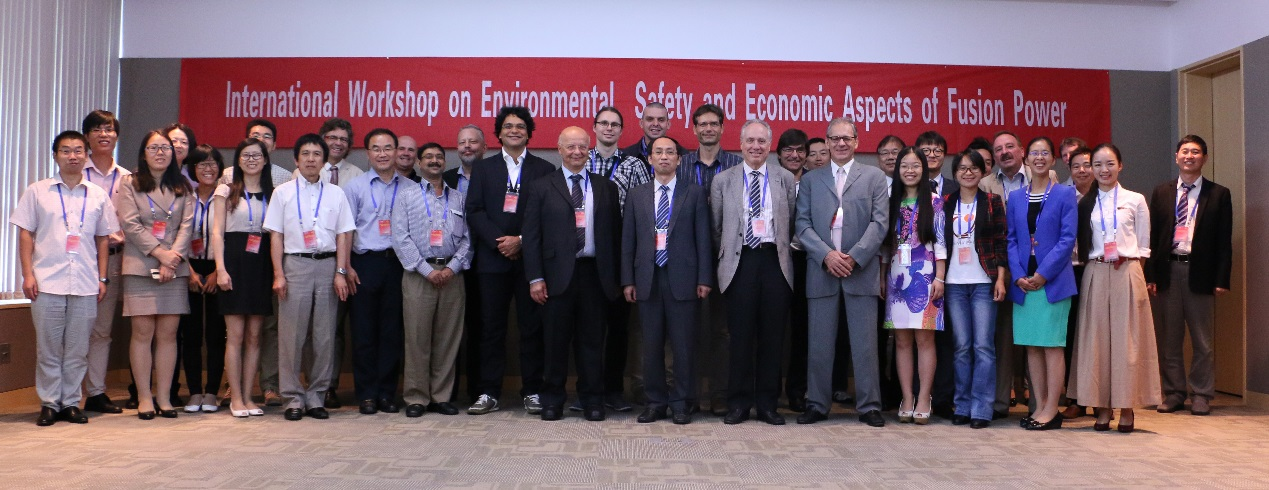 International Workshop on Environmental, Safety and Economic Aspects of Fusion Power